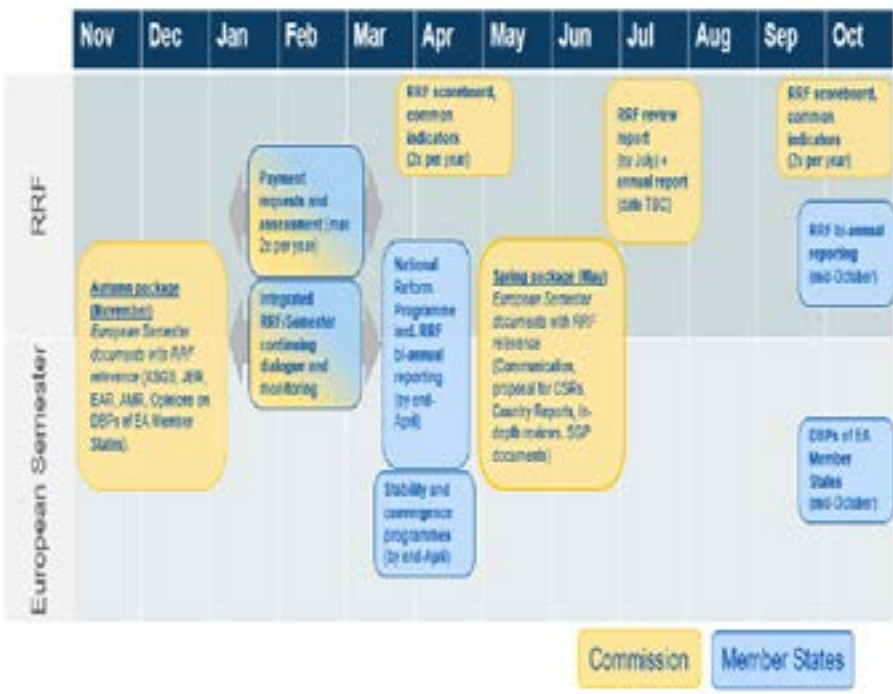 Nov Dec Jan Feb Mar Apr May Jun Jul Aug Sep Oct
RRF
European Semester
RRF scoreboard,
common
indicators
(2x per year)
RRF review
report
(by July) +
annual report
(date TBC)
RRF scoreboard,
common
indicators
(2x per year)
Payment
requests and
assessment (max
2x per year)
RRF bi-annual
reporting
(mid-October)
Autumn package
(November)
European Semester
documents with RRF
relevance (ASGS, JER,
EAR, AMR, Opinions on
DBPs of EA Member
States).
Integrated
RRF/Semester
continuing
dialogue and
monitoring
National
Reform
Programme
incl. RRF
bi-annual
reporting
(by end-
April)
Spring package (May)
European Semester
documents with RRF
relevance
(Communication,
proposal for CSRs,
Country Reports, in-
depth reviews, SGP
documents)
DBPs of EA
Member
States
(mid-October)
Stability and
convergence
programmes
(by end-April)
Commission
Member States